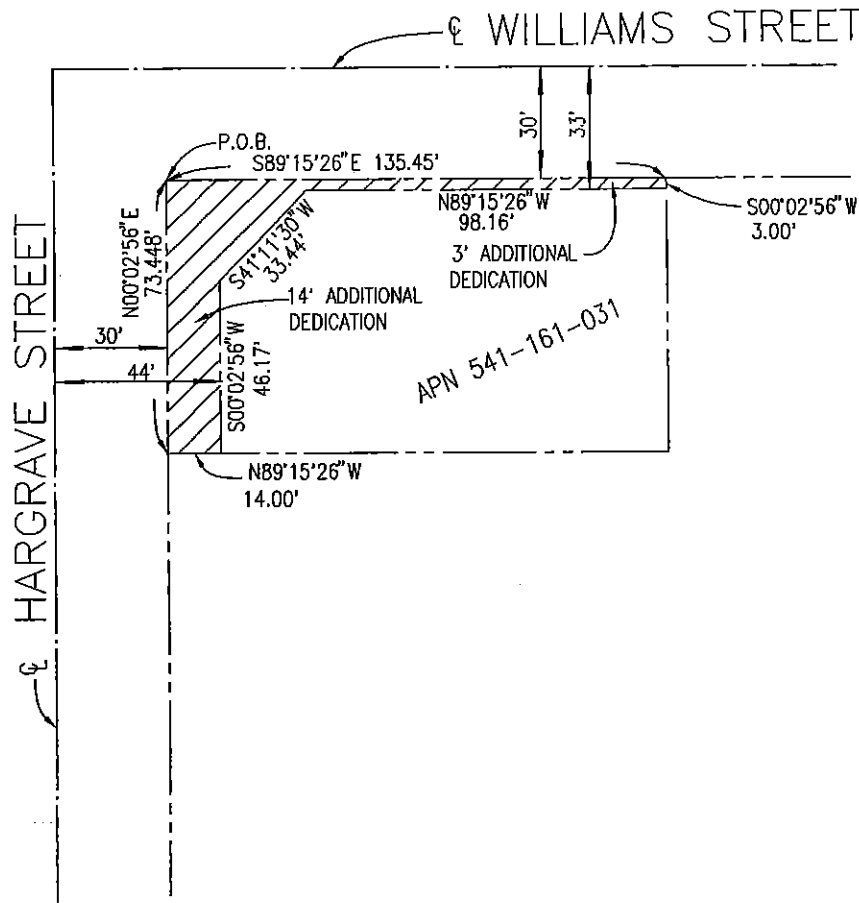 ℄ WILLIAMS STREET
30'
33'
P.O.B.
S89°15'26"E 135.45'
N89°15'26"W
98.16'
S00°02'56"W
3.00'
3' ADDITIONAL
DEDICATION
N00°02'56"E
73.448'
S41°11'30"W
33.44'
14' ADDITIONAL
DEDICATION
APN 541-161-031
30'
44'
S00°02'56"W
46.17'
N89°15'26"W
14.00'
℄ HARGRAVE STREET